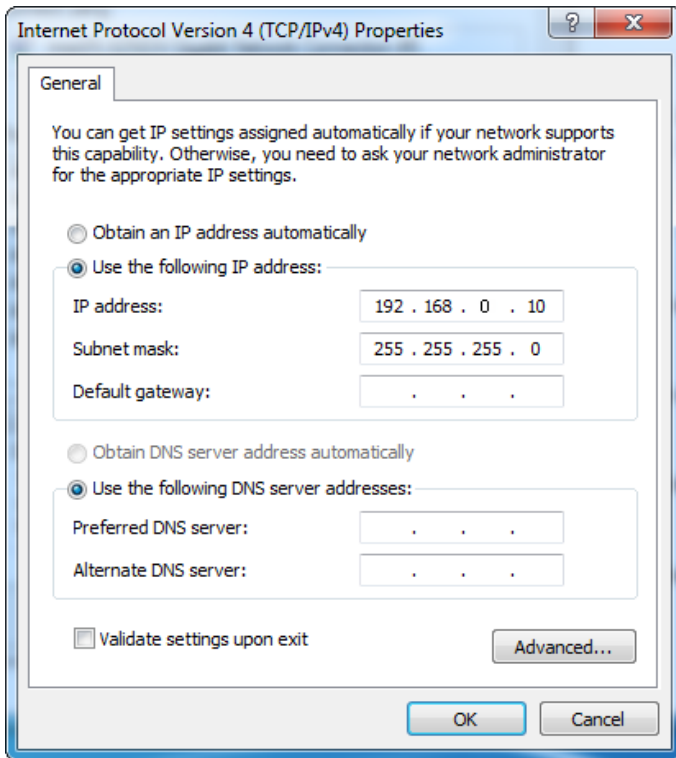 Internet Protocol Version 4 (TCP/IPv4) Properties
?
General
You can get IP settings assigned automatically if your network supports
this capability. Otherwise, you need to ask your network administrator
for the appropriate IP settings.
Obtain an IP address automatically
Use the following IP address:
IP address: 192 . 168 . 0 . 10
Subnet mask: 255 . 255 . 255 . 0
Default gateway: . . .
Obtain DNS server address automatically
Use the following DNS server addresses:
Preferred DNS server: . . .
Alternate DNS server: . . .
Validate settings upon exit
Advanced...
OK Cancel